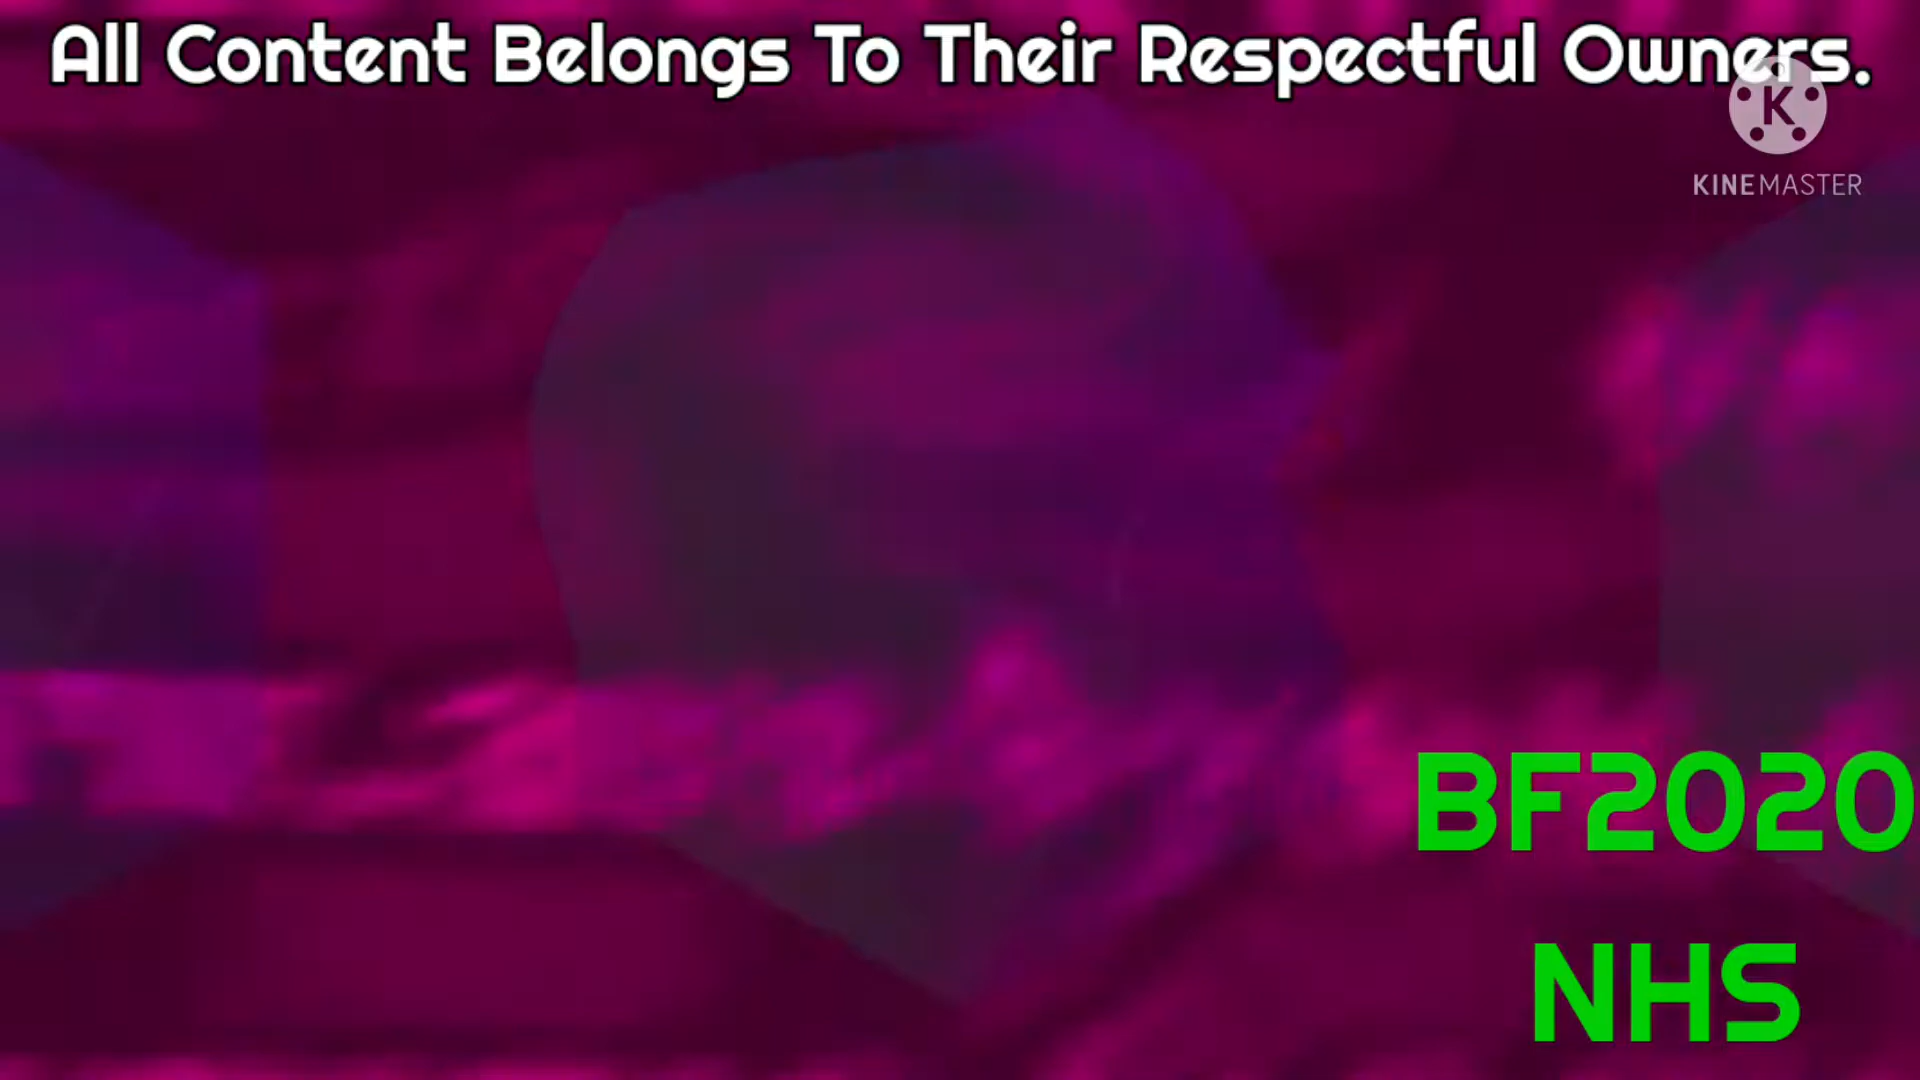 All Content Belongs To Their Respectful Owners.
K
KINEMASTER
BF2020
NHS